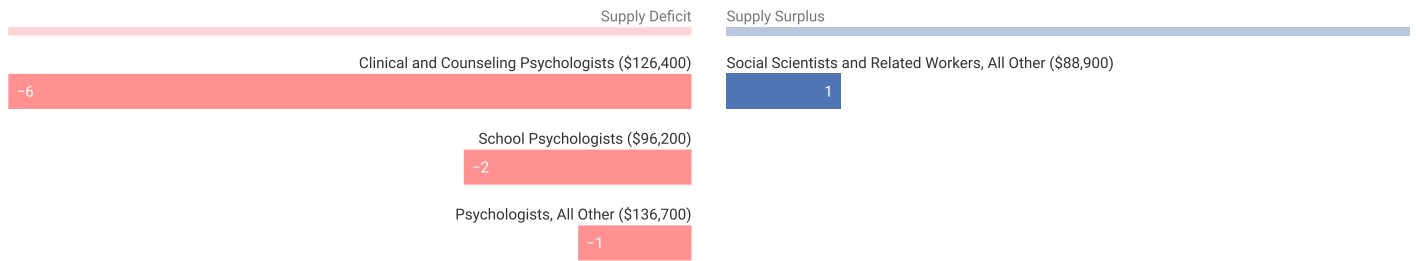 Supply Deficit
Supply Surplus
Clinical and Counseling Psychologists ($126,400)
−6
Social Scientists and Related Workers, All Other ($88,900)
1
School Psychologists ($96,200)
−2
Psychologists, All Other ($136,700)
−1